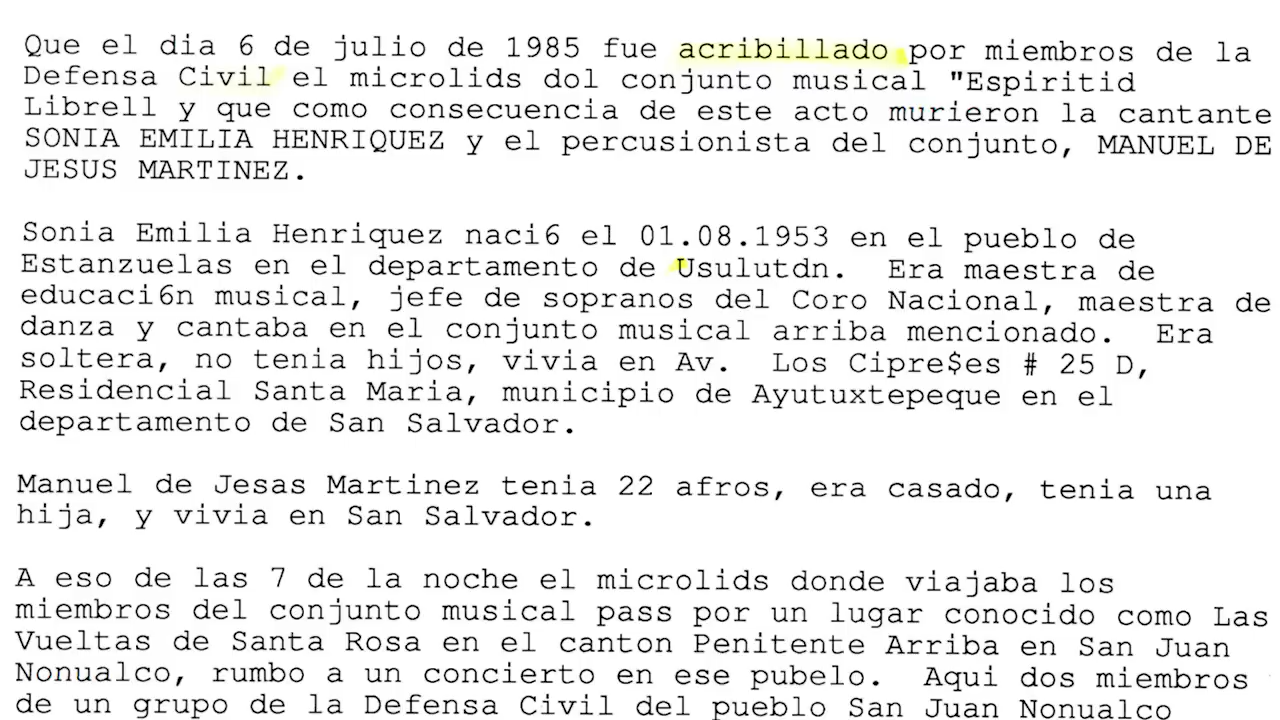 Que el dia 6 de julio de 1985 fue acribillado por miembros de la
Defensa Civil el microlids dol conjunto musical "Espiritid
Librell y que como consecuencia de este acto murieron la cantante
SONIA EMILIA HENRIQUEZ y el percusionista del conjunto, MANUEL DE
JESUS MARTINEZ.
Sonia Emilia Henriquez naci6 el 01.08.1953 en el pueblo de
Estanzuelas en el departamento de Usulutdn. Era maestra de
educaci6n musical, jefe de sopranos del Coro Nacional, maestra de
danza y cantaba en el conjunto musical arriba mencionado. Era
soltera, no tenia hijos, vivia en Av. Los Cipre$es # 25 D,
Residencial Santa Maria, municipio de Ayutuxtepeque en el
departamento de San Salvador.
Manuel de Jesas Martinez tenia 22 afros, era casado, tenia una
hija, y vivia en San Salvador.
A eso de las 7 de la noche el microlids donde viajaba los
miembros del conjunto musical pass por un lugar conocido como Las
Vueltas de Santa Rosa en el canton Penitente Arriba en San Juan
Nonualco, rumbo a un concierto en ese pubelo. Aqui dos miembros
de un grupo de la Defensa Civil del pueblo San Juan Nonualco